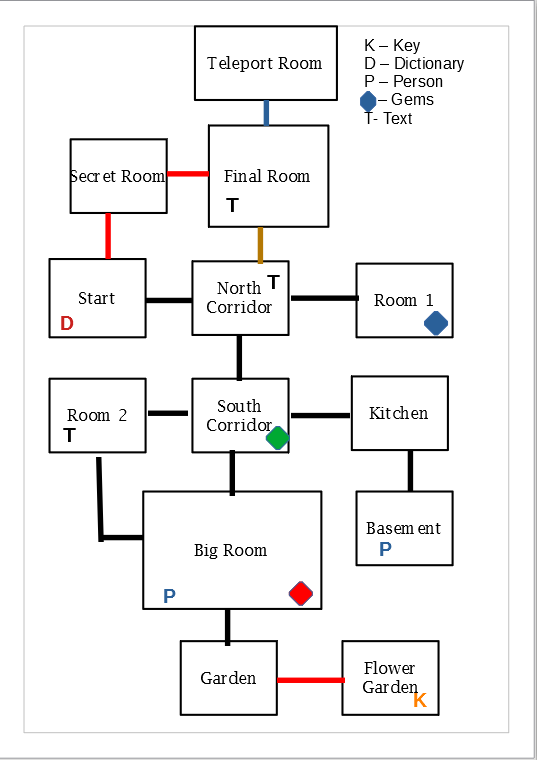 Teleport Room
K – Key
D – Dictionary
P – Person
– Gems
T- Text
Secret Room
Final Room
T
Start
D
North
Corridor
T
Room 1
Room 2
T
South
Corridor
Kitchen
Basement
P
Big Room
P
Garden
Flower
Garden
K